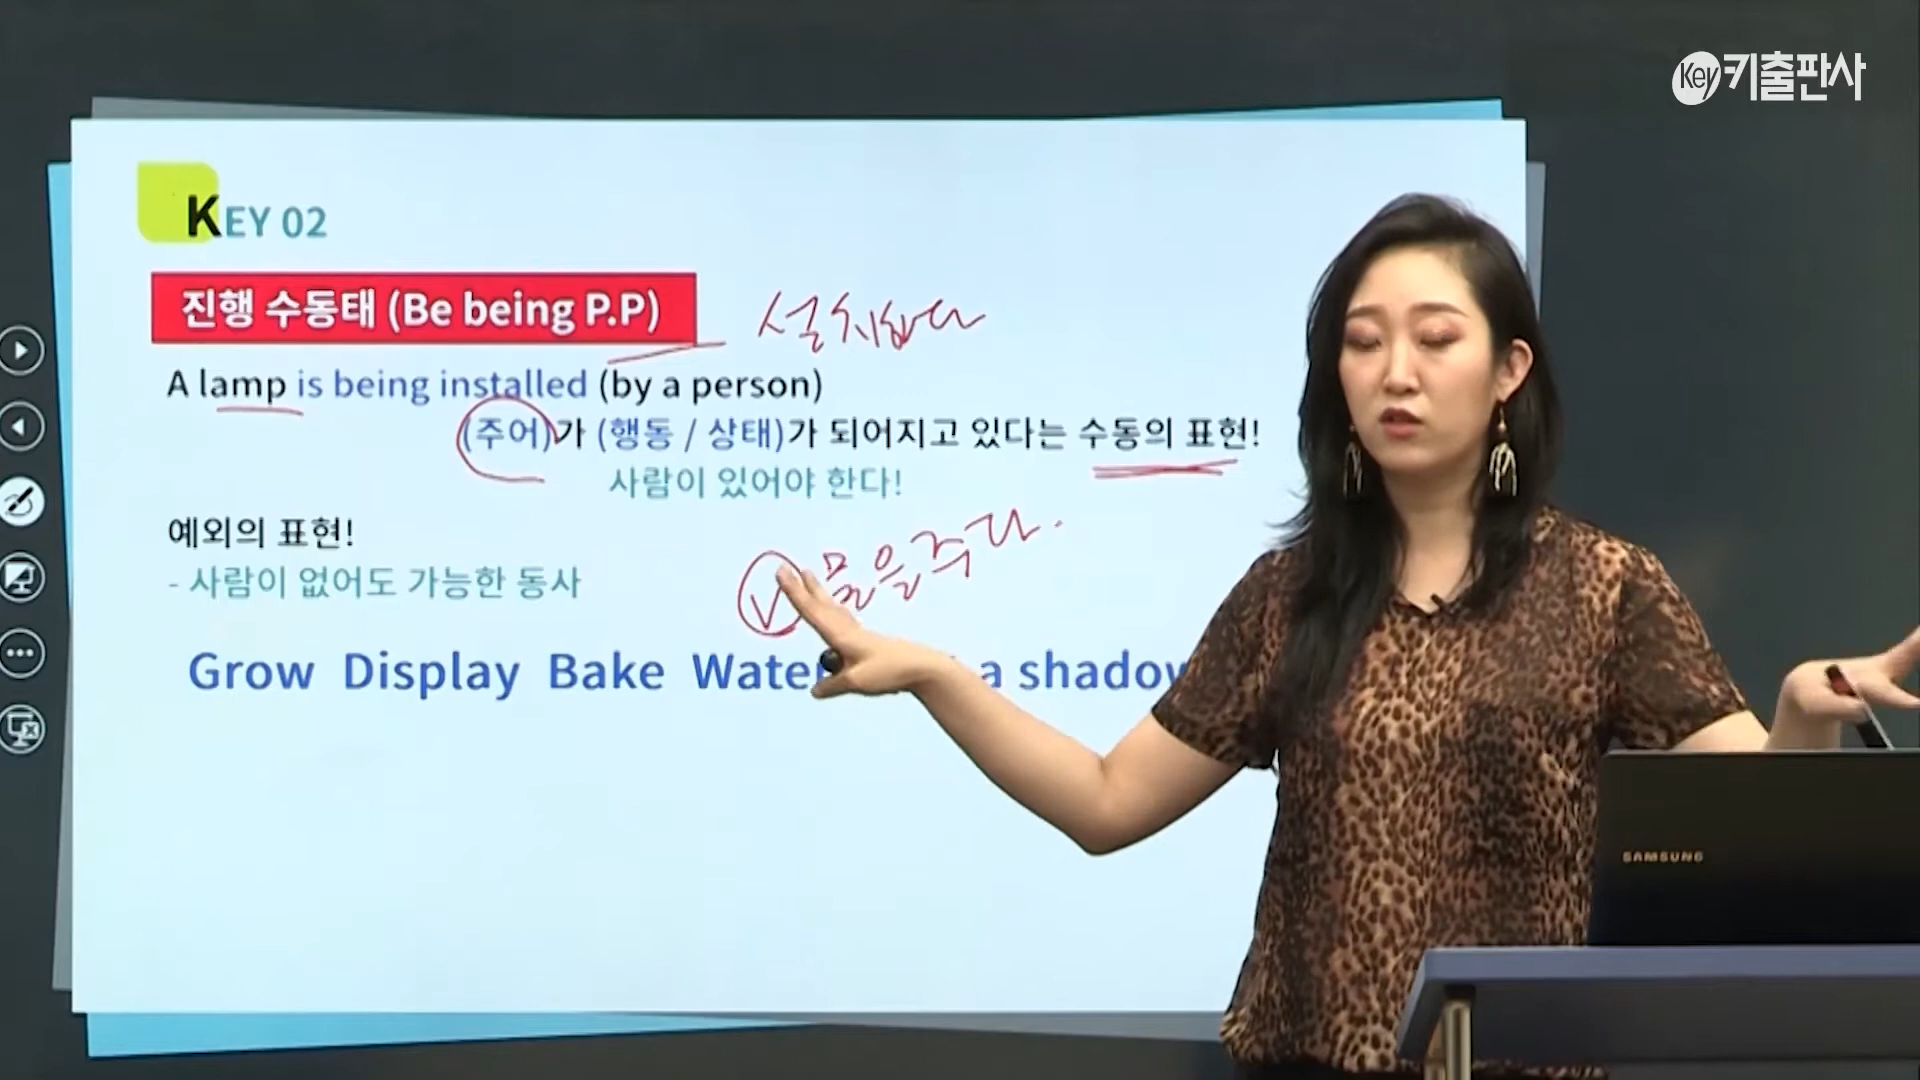 Key키출판사
KEY 02
진행 수동태 (Be being P.P)
설치하다
A lamp is being installed (by a person)
(주어)가 (행동 / 상태)가 되어지고 있다는 수동의 표현!
사람이 있어야 한다!
예외의 표현!
- 사람이 없어도 가능한 동사
V 물을 주다.
Grow Display Bake Water a shadow
SAMSUNG